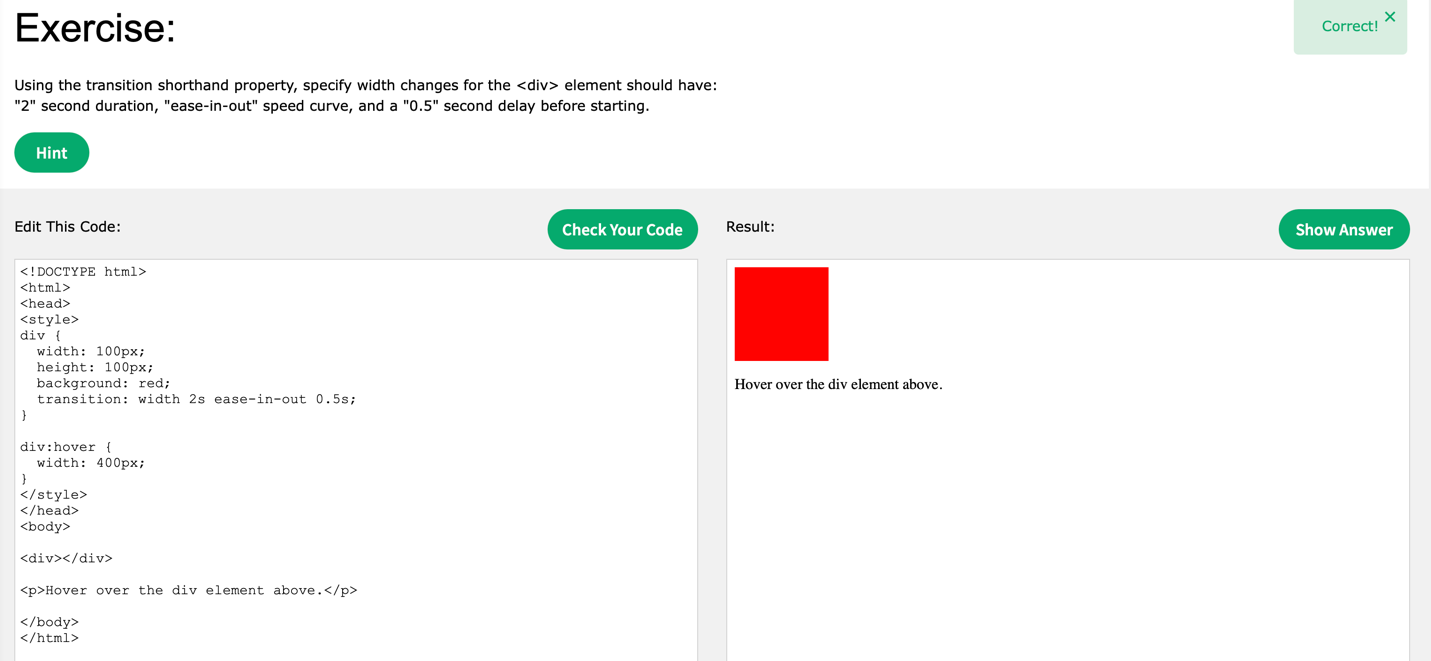 Exercise:
Correct!
×
Using the transition shorthand property, specify width changes for the <div> element should have:
"2" second duration, "ease-in-out" speed curve, and a "0.5" second delay before starting.
Hint
Edit This Code:
Check Your Code
<!DOCTYPE html>
<html>
<head>
<style>
div {
  width: 100px;
  height: 100px;
  background: red;
  transition: width 2s ease-in-out 0.5s;
}

div:hover {
  width: 400px;
}
</style>
</head>
<body>

<div></div>

<p>Hover over the div element above.</p>

</body>
</html>
Result:
Show Answer
Hover over the div element above.